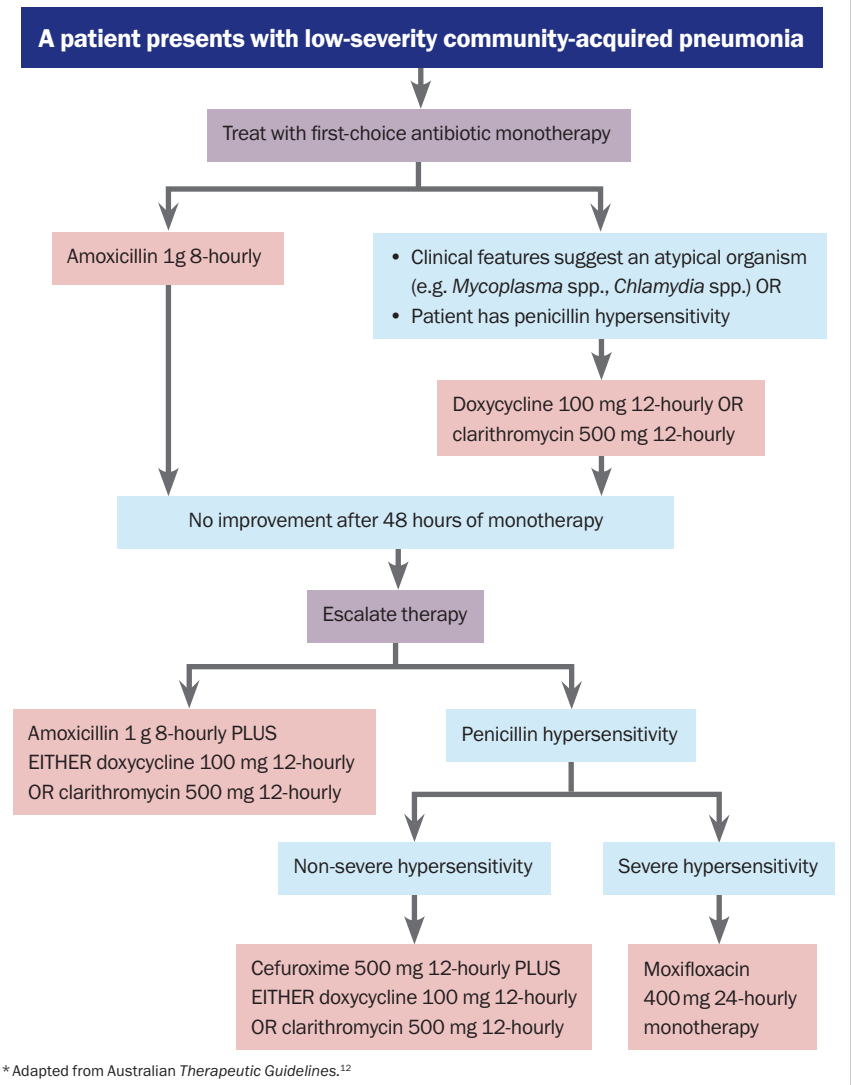 A patient presents with low-severity community-acquired pneumonia
Treat with first-choice antibiotic monotherapy
Amoxicillin 1g 8-hourly
• Clinical features suggest an atypical organism
(e.g. Mycoplasma spp., Chlamydia spp.) OR
• Patient has penicillin hypersensitivity
Doxycycline 100 mg 12-hourly OR
clarithromycin 500 mg 12-hourly
No improvement after 48 hours of monotherapy
Escalate therapy
Amoxicillin 1 g 8-hourly PLUS
EITHER doxycycline 100 mg 12-hourly
OR clarithromycin 500 mg 12-hourly
Penicillin hypersensitivity
Non-severe hypersensitivity
Severe hypersensitivity
Cefuroxime 500 mg 12-hourly PLUS
EITHER doxycycline 100 mg 12-hourly
OR clarithromycin 500 mg 12-hourly
Moxifloxacin
400 mg 24-hourly
monotherapy
* Adapted from Australian Therapeutic Guidelines.¹²